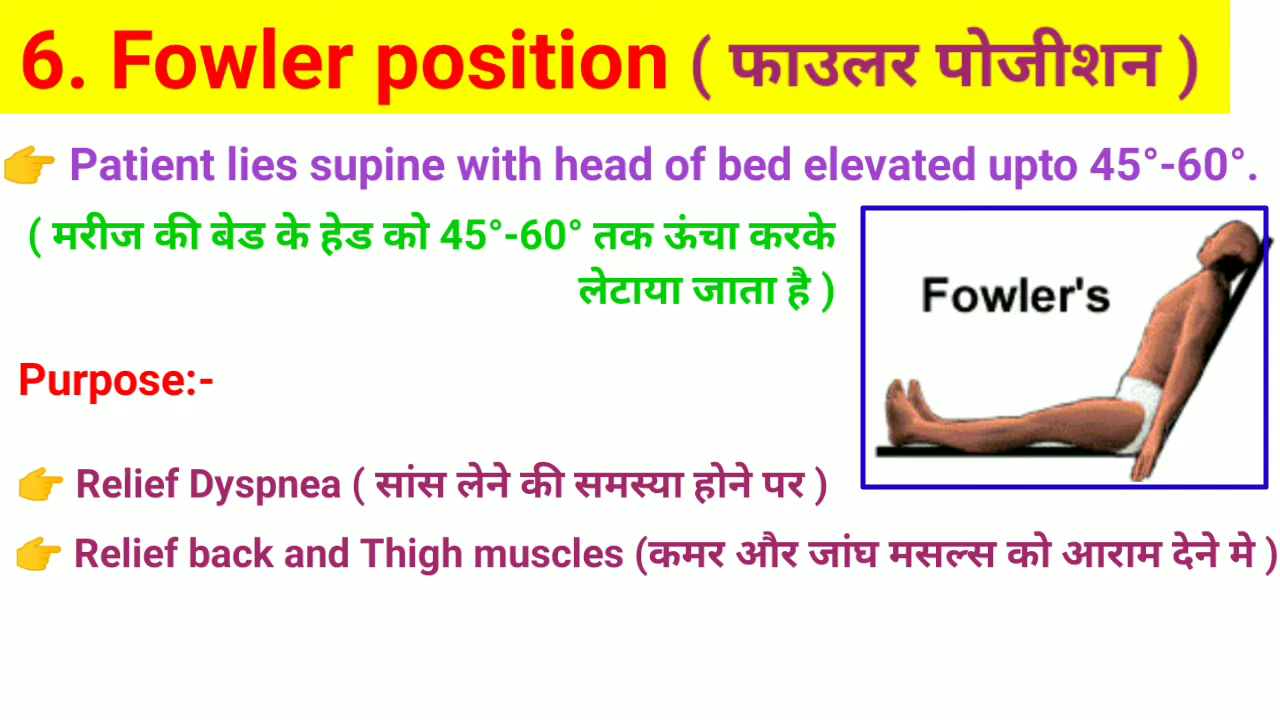 6. Fowler position ( फाउलर पोजीशन )
👉 Patient lies supine with head of bed elevated upto 45°-60°.
( मरीज की बेड के हेड को 45°-60° तक ऊंचा करके
लेटाया जाता है )
Fowler's
Purpose:-
👉 Relief Dyspnea ( सांस लेने की समस्या होने पर )
👉 Relief back and Thigh muscles (कमर और जांघ मसल्स को आराम देने मे )